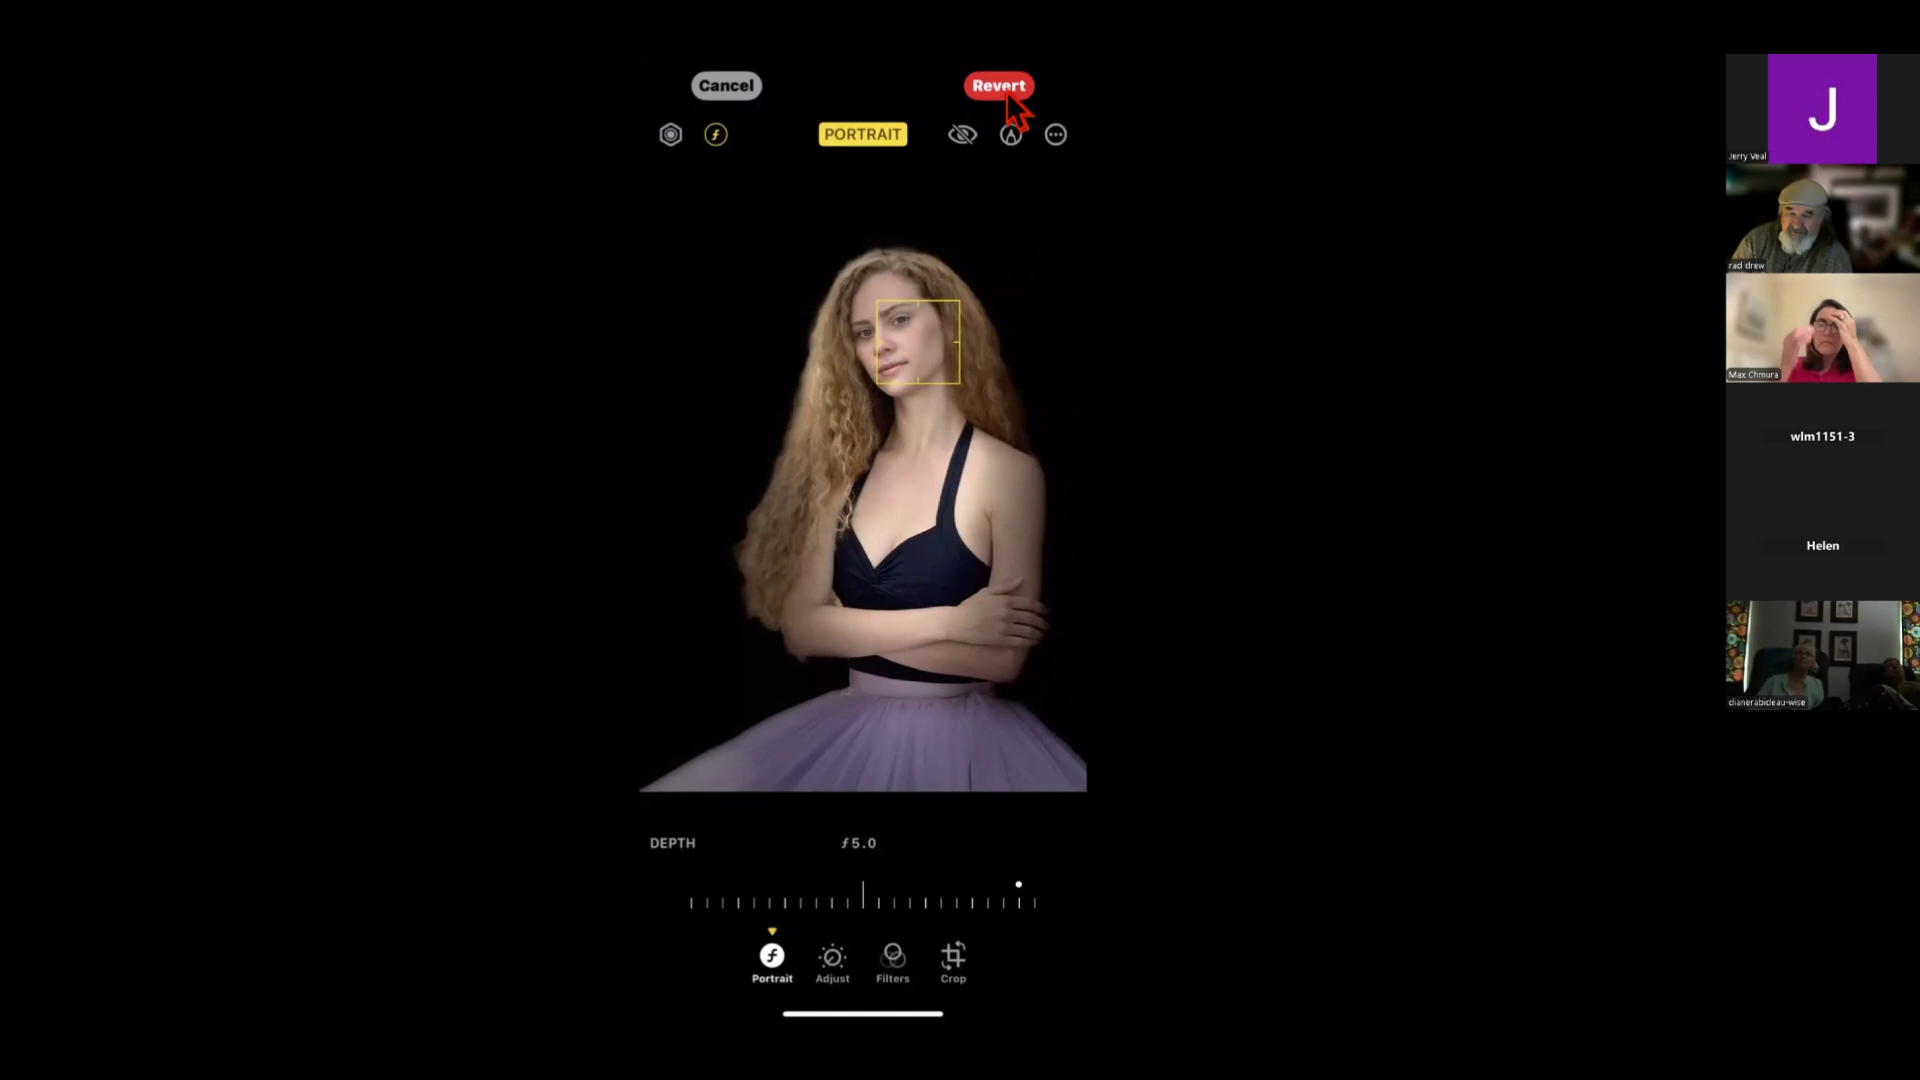 Cancel
Revert
PORTRAIT
DEPTH
ƒ5.0
Portrait
Adjust
Filters
Crop
J
Jerry Veal
rad drew
Max Chmura
wlm1151-3
Helen
dianerabideau-wise